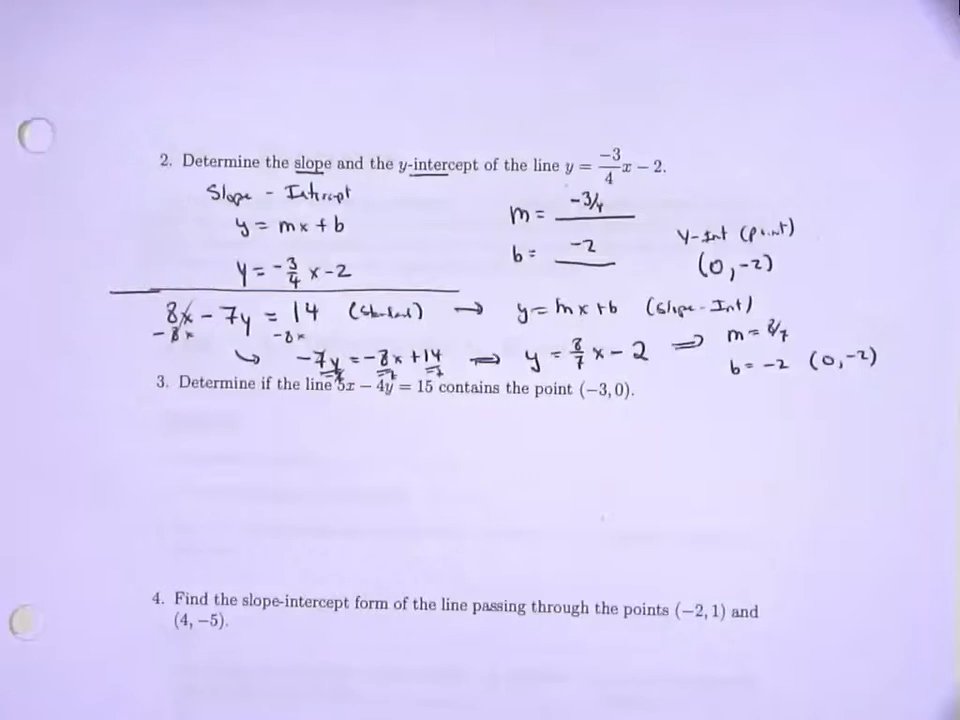 2. Determine the slope and the y-intercept of the line y = -3/4 x − 2.
Slope - Intercept
m = -3/4
y = mx + b
b = -2
Y-Int (Point)
(0, -2)
y = -3/4 x - 2
8x - 7y = 14 (Standard) → y = mx + b (Slope-Int)
-8x -8x
↪ -7y = -8x + 14 ⇒ y = 8/7 x - 2 ⇒ m = 8/7
-7 -7 -7
b = -2 (0, -2)
3. Determine if the line 5x − 4y = 15 contains the point (−3, 0).
4. Find the slope-intercept form of the line passing through the points (−2, 1) and
(4, −5).